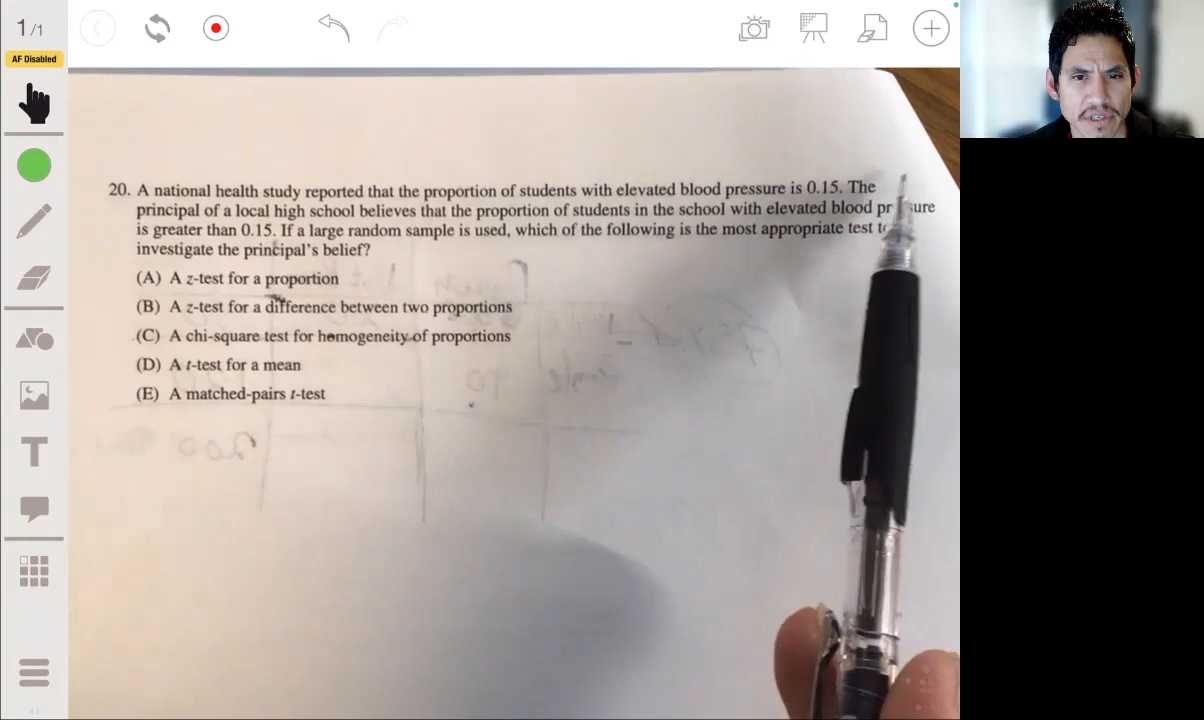 1/1
AF Disabled
T
20. A national health study reported that the proportion of students with elevated blood pressure is 0.15. The
principal of a local high school believes that the proportion of students in the school with elevated blood pr sure
is greater than 0.15. If a large random sample is used, which of the following is the most appropriate test t
investigate the principal's belief?
(A) A z-test for a proportion
(B) A z-test for a difference between two proportions
(C) A chi-square test for homogeneity of proportions
(D) A t-test for a mean
(E) A matched-pairs t-test